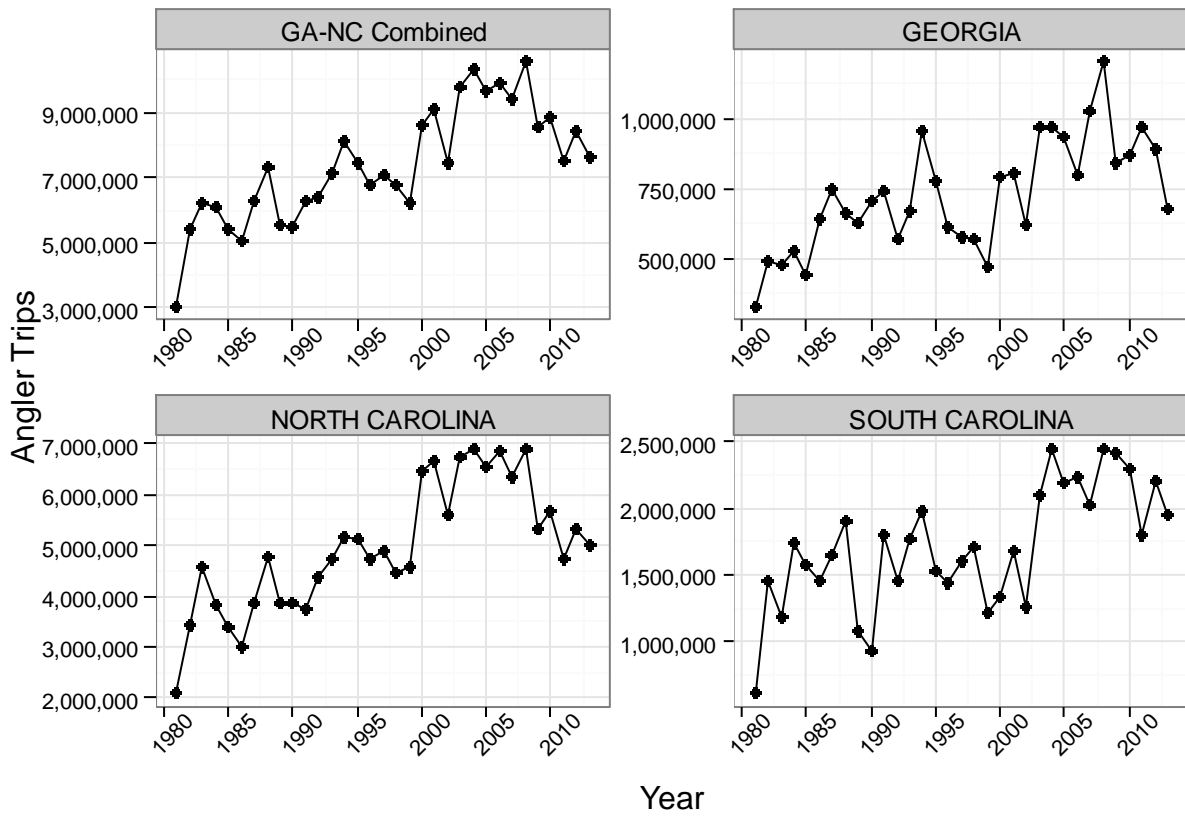 GA-NC Combined
GEORGIA
9,000,000
7,000,000
5,000,000
3,000,000
1,000,000
750,000
500,000
1980 1985 1990 1995 2000 2005 2010
1980 1985 1990 1995 2000 2005 2010
Angler Trips
NORTH CAROLINA
SOUTH CAROLINA
7,000,000
6,000,000
5,000,000
4,000,000
3,000,000
2,000,000
2,500,000
2,000,000
1,500,000
1,000,000
1980 1985 1990 1995 2000 2005 2010
1980 1985 1990 1995 2000 2005 2010
Year